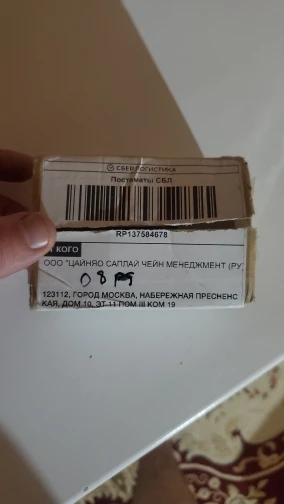 СБЕРЛОГИСТИКА
Постаматы СБЛ
RP137584678
КОГО
ООО "ЦАЙНЯО САПЛАЙ ЧЕЙН МЕНЕДЖМЕНТ (РУ
08
123112, ГОРОД МОСКВА, НАБЕРЕЖНАЯ ПРЕСНЕНС
КАЯ, ДОМ 10, ЭТ 11 ПОМ III КОМ 19